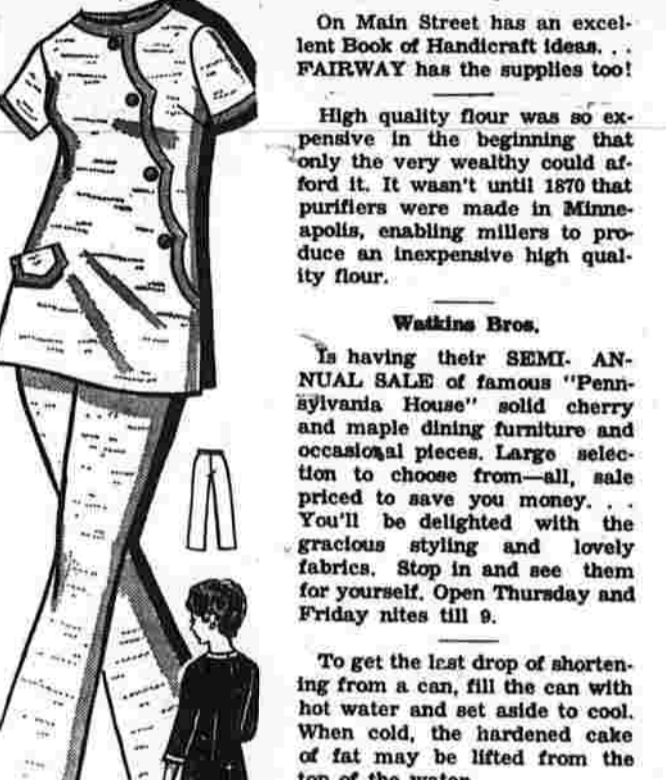 On Main Street has an excel-
lent Book of Handicraft ideas. . .
FAIRWAY has the supplies too!
High quality flour was so ex-
pensive in the beginning that
only the very wealthy could af-
ford it. It wasn't until 1870 that
purifiers were made in Minne-
apolis, enabling millers to pro-
duce an inexpensive high qual-
ity flour.
Watkins Bros.
Is having their SEMI- AN-
NUAL SALE of famous "Penn-
sylvania House" solid cherry
and maple dining furniture and
occasional pieces. Large selec-
tion to choose from—all, sale
priced to save you money. . .
You'll be delighted with the
gracious styling and lovely
fabrics. Stop in and see them
for yourself. Open Thursday and
Friday nites till 9.
To get the last drop of shorten-
ing from a can, fill the can with
hot water and set aside to cool.
When cold, the hardened cake
of fat may be lifted from the
top of the water.